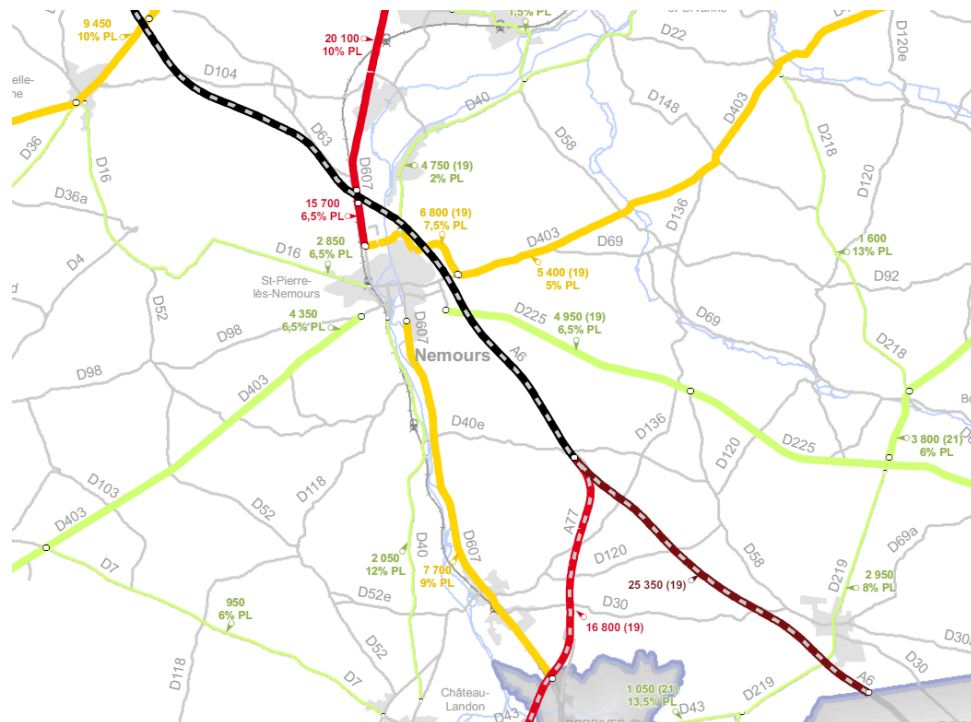 9 450
10% PL
20 100
10% PL
1,5% PL
D22
D120e
D104
D36
D16
D63
D40
D148
D403
D58
D218
D120
D607
4 750 (19)
2% PL
D36a
15 700
6,5% PL
6 800 (19)
7,5% PL
D136
D4
D16
2 850
6,5% PL
D403
D69
5 400 (19)
5% PL
1 600
13% PL
D92
St-Pierre-
lès-Nemours
D52
4 350
6,5% PL
D98
D98
D607
Nemours
A6
D225
4 950 (19)
6,5% PL
D69
D218
D403
D40e
D136
D120
D225
3 800 (21)
6% PL
D103
D403
D118
D52
A77
D7
D40
2 050
12% PL
D607
7 700
9% PL
D120
D58
D69a
D219
2 950
8% PL
25 350 (19)
950
6% PL
D52e
D30
16 800 (19)
D30a
D30
D118
D52
D7
Château-
Landon
D43
1 050 (21)
13,5% PL
D43
D219
A6